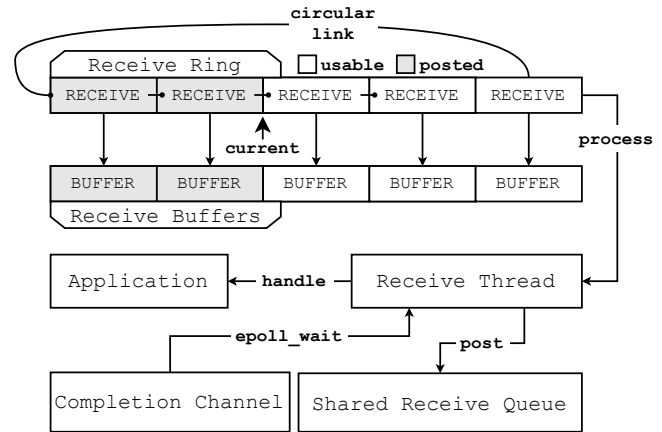 circular
link
Receive Ring
usable posted
RECEIVE RECEIVE RECEIVE RECEIVE RECEIVE
process
current
BUFFER BUFFER BUFFER BUFFER BUFFER
Receive Buffers
Application
handle
Receive Thread
epoll_wait
post
Completion Channel
Shared Receive Queue